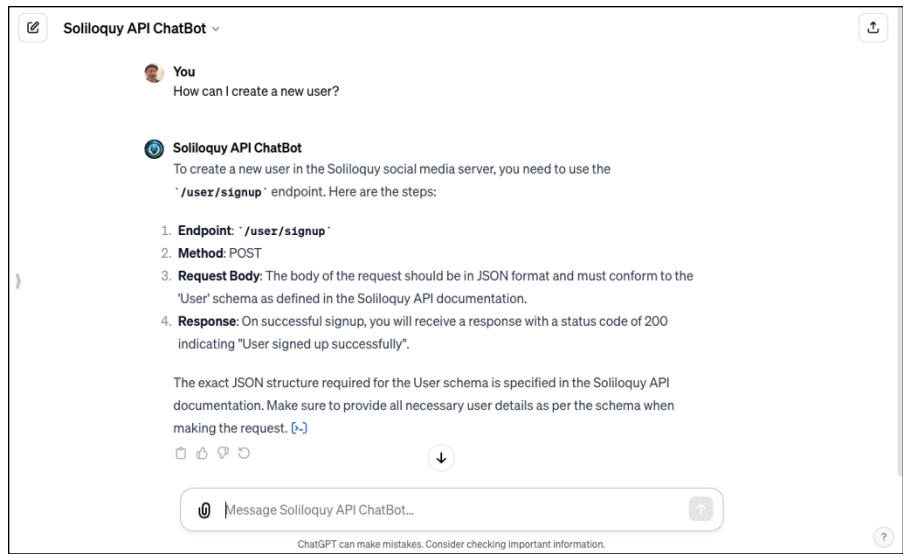 Soliloquy API ChatBot
You
How can I create a new user?
Soliloquy API ChatBot
To create a new user in the Soliloquy social media server, you need to use the
`/user/signup` endpoint. Here are the steps:
1. Endpoint: `/user/signup`
2. Method: POST
3. Request Body: The body of the request should be in JSON format and must conform to the
'User' schema as defined in the Soliloquy API documentation.
4. Response: On successful signup, you will receive a response with a status code of 200
indicating "User signed up successfully".
The exact JSON structure required for the User schema is specified in the Soliloquy API
documentation. Make sure to provide all necessary user details as per the schema when
making the request. [>-]
Message Soliloquy API ChatBot...
ChatGPT can make mistakes. Consider checking important information.
?